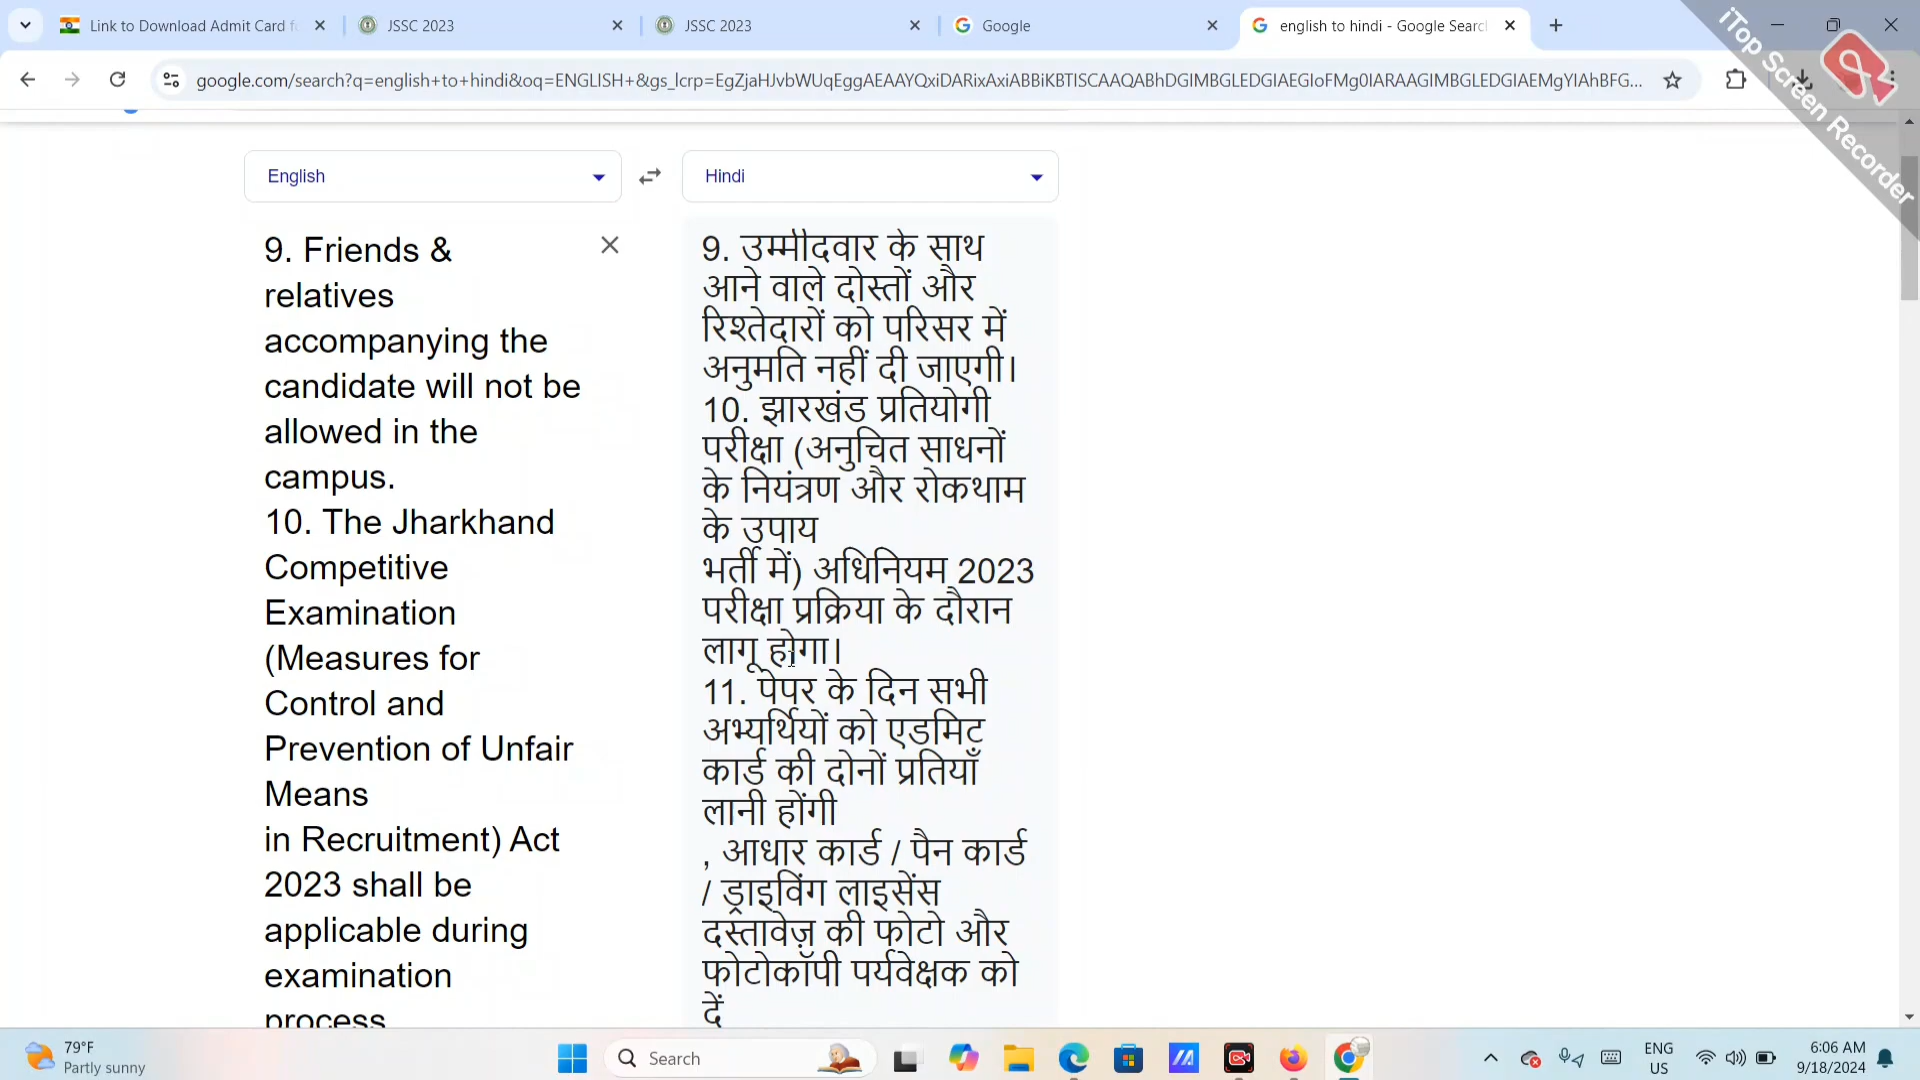 Link to Download Admit Card f
JSSC 2023
JSSC 2023
Google
english to hindi - Google Search
google.com/search?q=english+to+hindi&oq=ENGLISH+&gs_lcrp=EgZjaHJvbWUqEggAEAAYQxiDARixAxiABBiKBTISCAAQABhDGIMBGLEDGIAEGIoFMg0IARAAGIMBGLEDGIAEMgYIAhBFG...
iTop Screen Recorder
English
Hindi
9. Friends &
relatives
accompanying the
candidate will not be
allowed in the
campus.
10. The Jharkhand
Competitive
Examination
(Measures for
Control and
Prevention of Unfair
Means
in Recruitment) Act
2023 shall be
applicable during
examination
process
9. उम्मीदवार के साथ
आने वाले दोस्तों और
रिश्तेदारों को परिसर में
अनुमति नहीं दी जाएगी।
10. झारखंड प्रतियोगी
परीक्षा (अनुचित साधनों
के नियंत्रण और रोकथाम
के उपाय
भर्ती में) अधिनियम 2023
परीक्षा प्रक्रिया के दौरान
लागू होगा।
11. पेपर के दिन सभी
अभ्यर्थियों को एडमिट
कार्ड की दोनों प्रतियाँ
लानी होंगी
, आधार कार्ड / पैन कार्ड
/ ड्राइविंग लाइसेंस
दस्तावेज़ की फोटो और
फोटोकॉपी पर्यवेक्षक को
दें
79°F
Partly sunny
Search
ENG
US
6:06 AM
9/18/2024